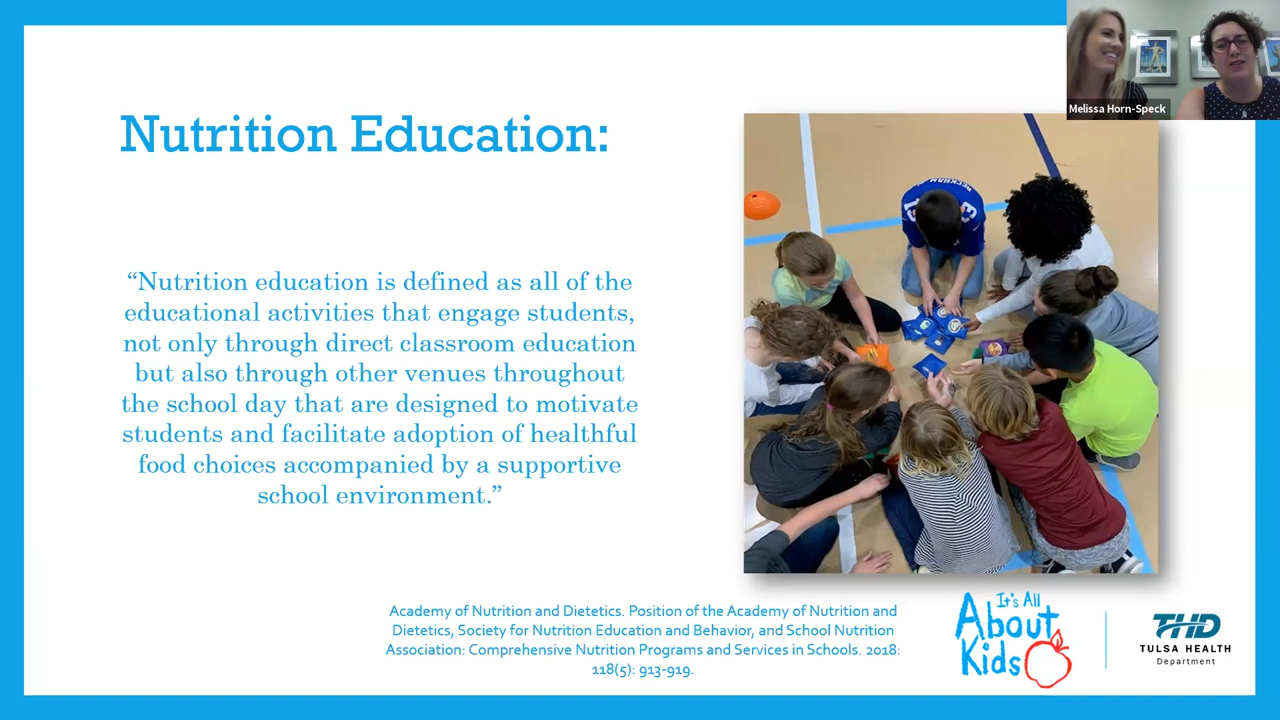 Melissa Horn-Speck
Nutrition Education:
“Nutrition education is defined as all of the
educational activities that engage students,
not only through direct classroom education
but also through other venues throughout
the school day that are designed to motivate
students and facilitate adoption of healthful
food choices accompanied by a supportive
school environment.”
MEEKHAN
Academy of Nutrition and Dietetics. Position of the Academy of Nutrition and
Dietetics, Society for Nutrition Education and Behavior, and School Nutrition
Association: Comprehensive Nutrition Programs and Services in Schools. 2018:
118(5): 913-919.
It's All
About
Kids
THD
TULSA HEALTH
Department